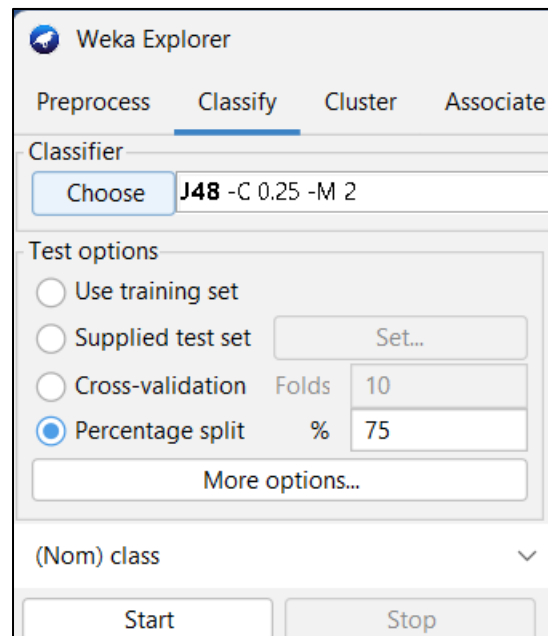 Weka Explorer
Preprocess Classify Cluster Associate
Classifier
Choose J48 -C 0.25 -M 2
Test options
Use training set
Supplied test set Set...
Cross-validation Folds 10
Percentage split % 75
More options...
(Nom) class
Start Stop